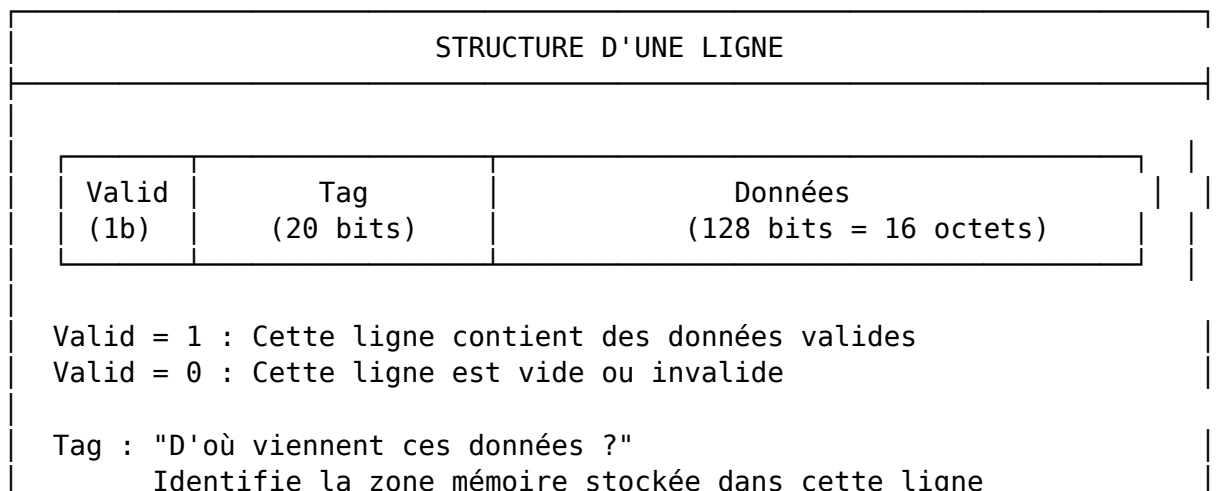 STRUCTURE D'UNE LIGNE
Valid Tag Données
(1b) (20 bits) (128 bits = 16 octets)
Valid = 1 : Cette ligne contient des données valides
Valid = 0 : Cette ligne est vide ou invalide
Tag : "D'où viennent ces données ?"
Identifie la zone mémoire stockée dans cette ligne